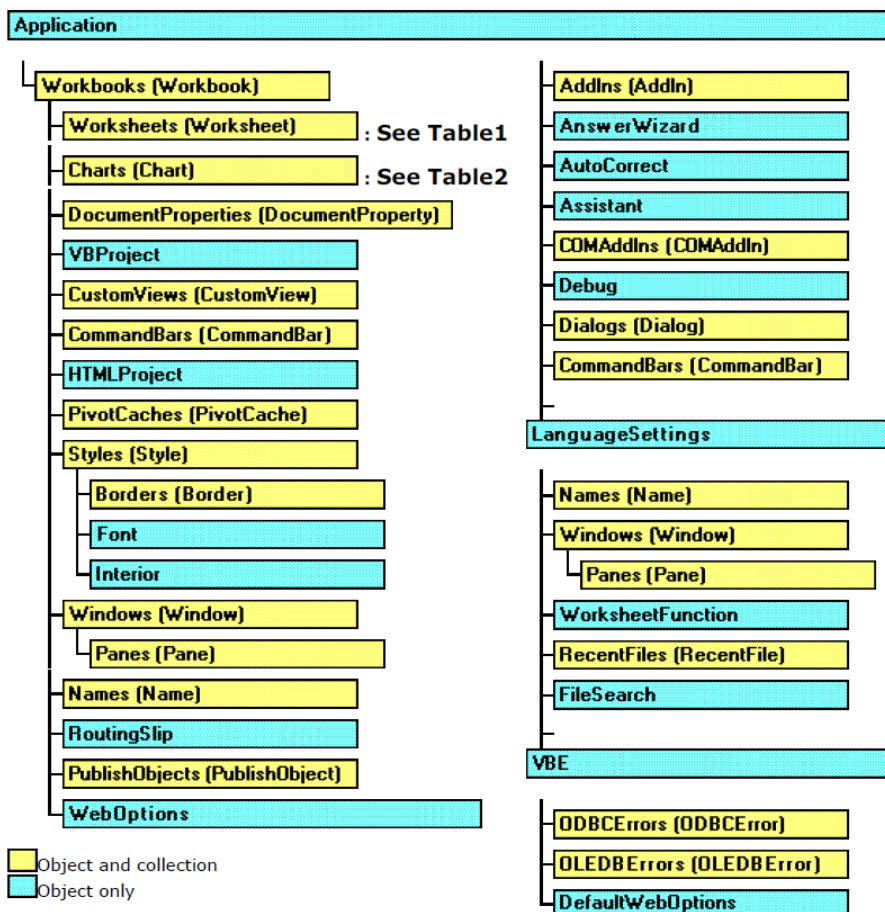 Application
Workbooks (Workbook)
Worksheets (Worksheet) : See Table1
Charts (Chart) : See Table2
DocumentProperties (DocumentProperty)
VBProject
CustomViews (CustomView)
CommandBars (CommandBar)
HTMLProject
PivotCaches (PivotCache)
Styles (Style)
Borders (Border)
Font
Interior
Windows (Window)
Panes (Pane)
Names (Name)
RoutingSlip
PublishObjects (PublishObject)
WebOptions
Object and collection
Object only
AddIns (AddIn)
AnswerWizard
AutoCorrect
Assistant
COMAddIns (COMAddIn)
Debug
Dialogs (Dialog)
CommandBars (CommandBar)
LanguageSettings
Names (Name)
Windows (Window)
Panes (Pane)
WorksheetFunction
RecentFiles (RecentFile)
FileSearch
VBE
ODBCErrors (ODBCError)
OLEDBErrors (OLEDBError)
DefaultWebOptions